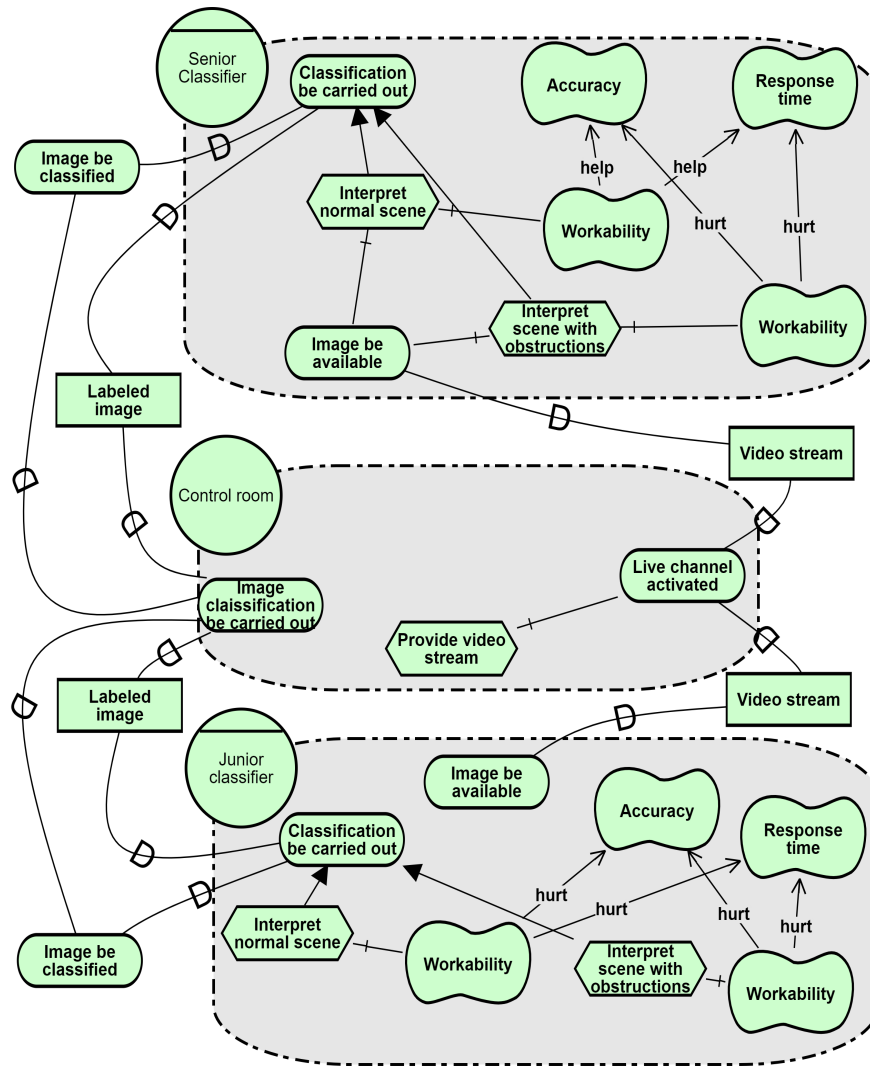 Senior
Classifier
Classification
be carried out
Accuracy
Response
time
D
Image be
classified
help
help
Interpret
normal scene
D
Workability
hurt
hurt
Interpret
scene with
obstructions
Workability
Image be
available
Labeled
image
D
Video stream
Control room
D
D
D
Live channel
activated
Image
claissification
be carried out
Provide video
stream
D
D
Labeled
image
D
Video stream
D
Junior
classifier
Image be
available
Accuracy
Classification
be carried out
Response
time
D
D
hurt
hurt
hurt
hurt
Interpret
normal scene
Image be
classified
Workability
Interpret
scene with
obstructions
Workability